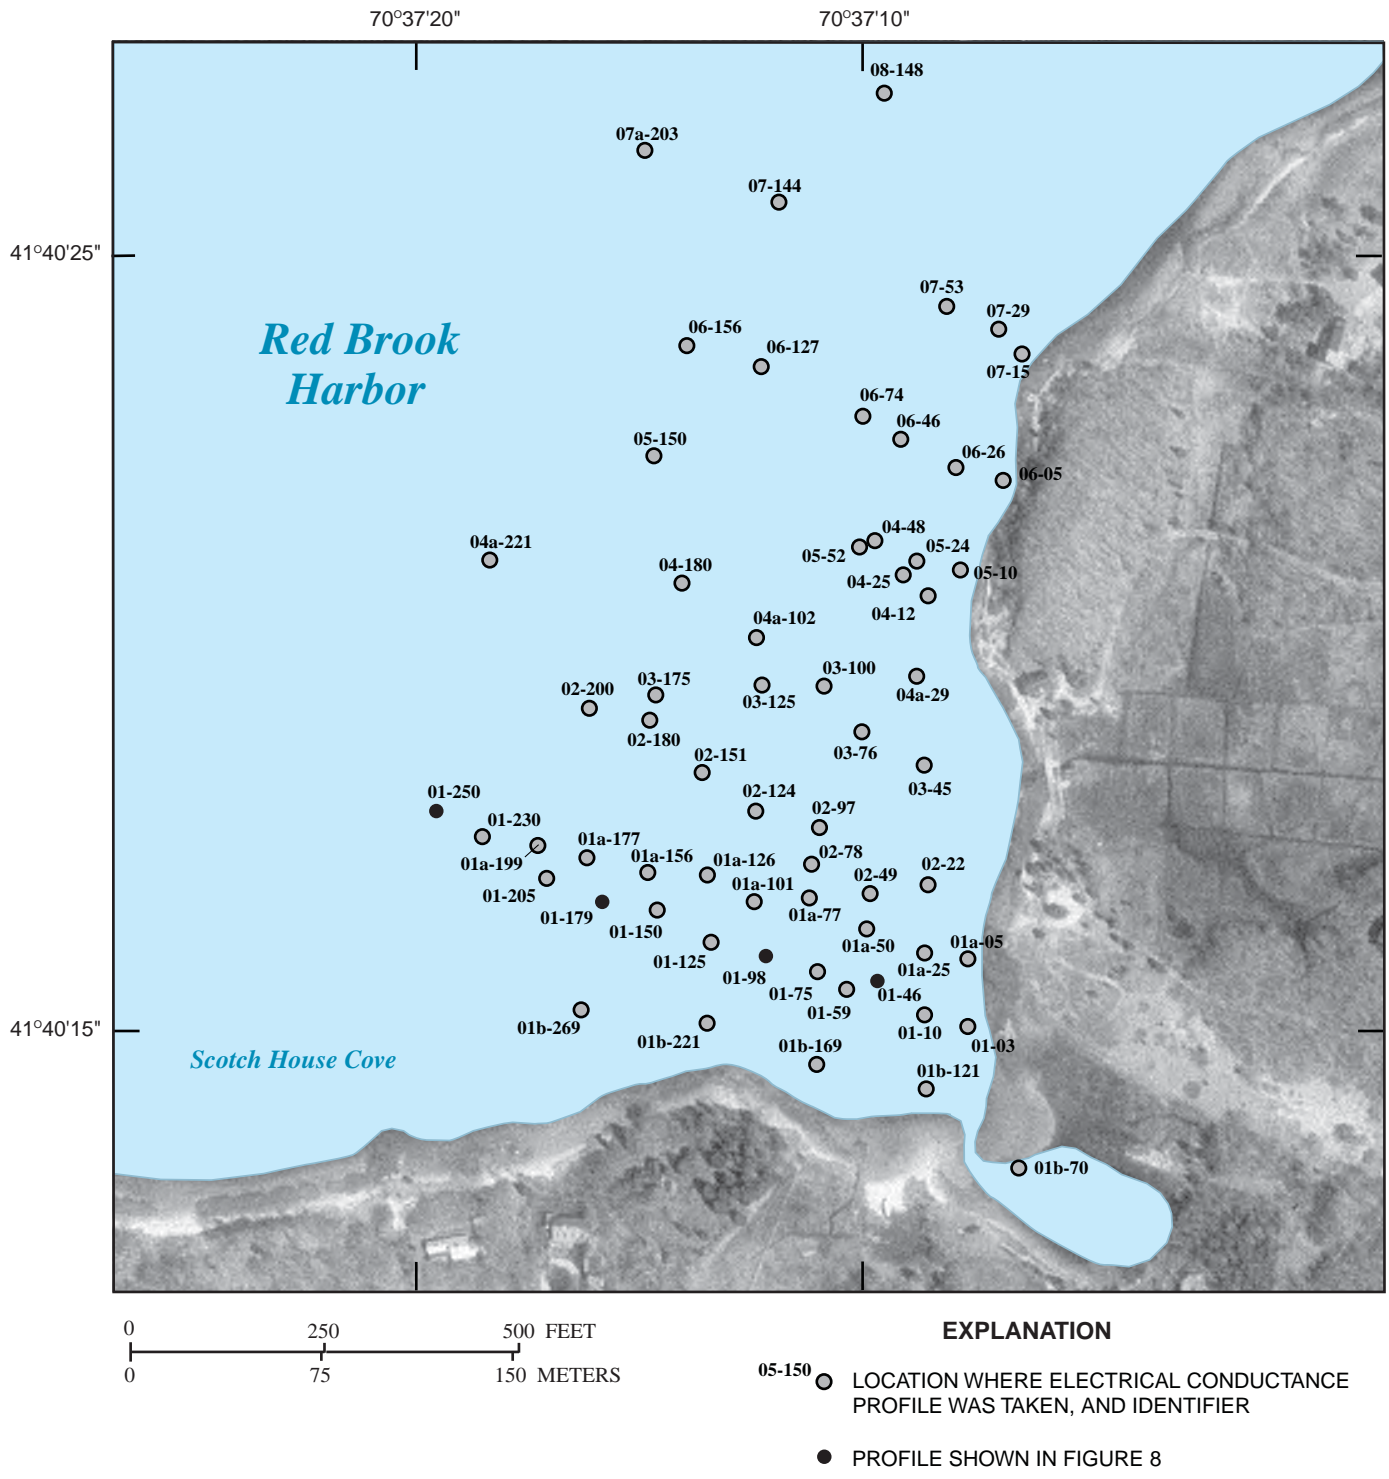 70°37'20"
70°37'10"
08-148
07a-203
07-144
41°40'25"
07-53
07-29
07-15
Red Brook
Harbor
06-156
06-127
06-74
06-46
05-150
06-26
06-05
04-48
05-52
05-24
04a-221
04-180
04-25
05-10
04-12
04a-102
03-175
03-100
02-200
03-125
04a-29
02-180
03-76
02-151
03-45
01-250
02-124
02-97
01-230
01a-177
01a-199
01a-156
01a-126
02-78
02-22
02-49
01a-101
01-205
01-179
01-150
01a-77
01a-50
01a-05
01a-25
01-125
01-98
01-75
01-46
01-59
01-10
01b-269
01b-221
01-03
41°40'15"
01b-169
Scotch House Cove
01b-121
01b-70
0 250 500 FEET
0 75 150 METERS
EXPLANATION
05-150
LOCATION WHERE ELECTRICAL CONDUCTANCE
PROFILE WAS TAKEN, AND IDENTIFIER
PROFILE SHOWN IN FIGURE 8